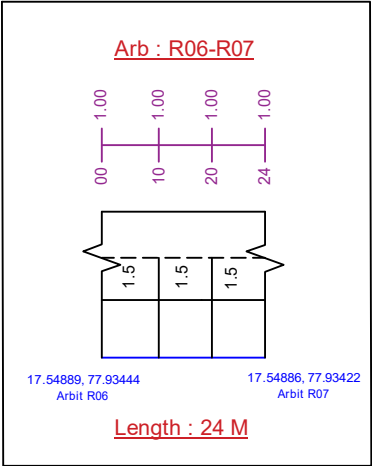 Arb : R06-R07
1.00 1.00 1.00 1.00
00 10 20 24
1.5 1.5 1.5
17.54889, 77.93444
Arbit R06
17.54886, 77.93422
Arbit R07
Length : 24 M